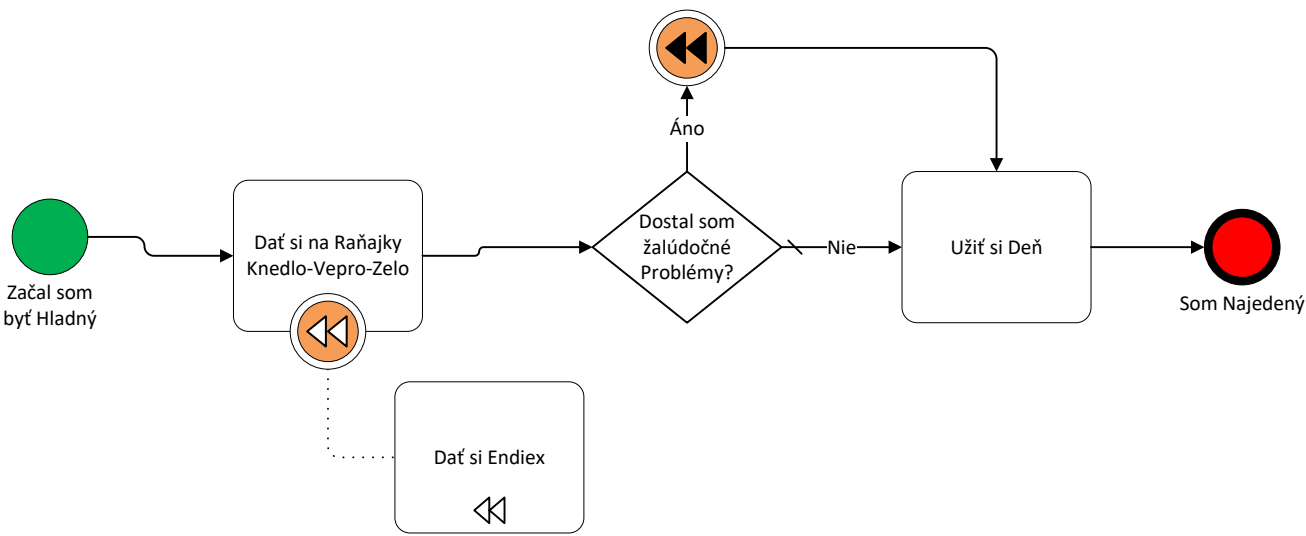 Áno
Začal som
byť Hladný
Dať si na Raňajky
Knedlo-Vepro-Zelo
Dostal som
žalúdočné
Problémy?
Nie
Užiť si Deň
Som Najedený
Dať si Endiex